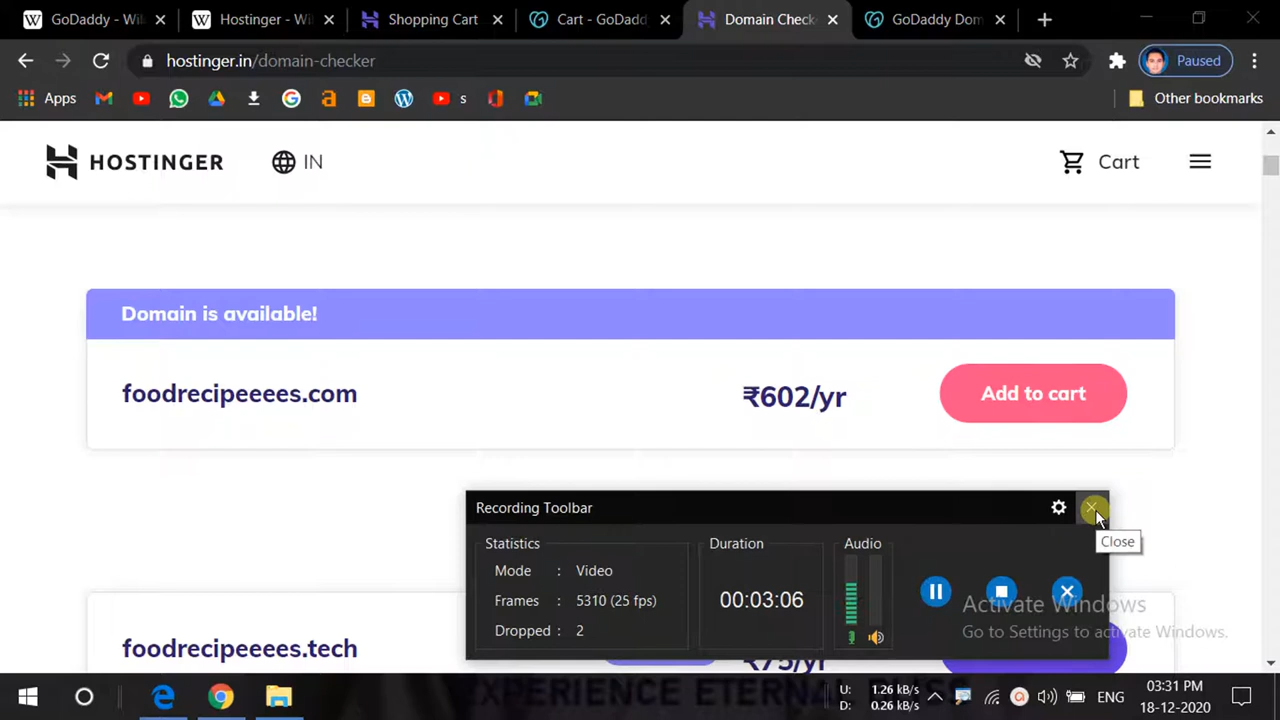 GoDaddy - Wik
Hostinger - Wi
Shopping Cart
Cart - GoDadd
Domain Check
GoDaddy Dom
hostinger.in/domain-checker
Paused
Apps
s
Other bookmarks
HOSTINGER
IN
Cart
Domain is available!
foodrecipeeees.com
₹602/yr
Add to cart
Recording Toolbar
Close
Statistics
Duration
Audio
Mode : Video
Frames : 5310 (25 fps)
00:03:06
Dropped : 2
Activate Windows
Go to Settings to activate Windows.
foodrecipeeees.tech
₹75/yr
U: 1.26 kB/s
D: 0.26 kB/s
ENG
03:31 PM
18-12-2020